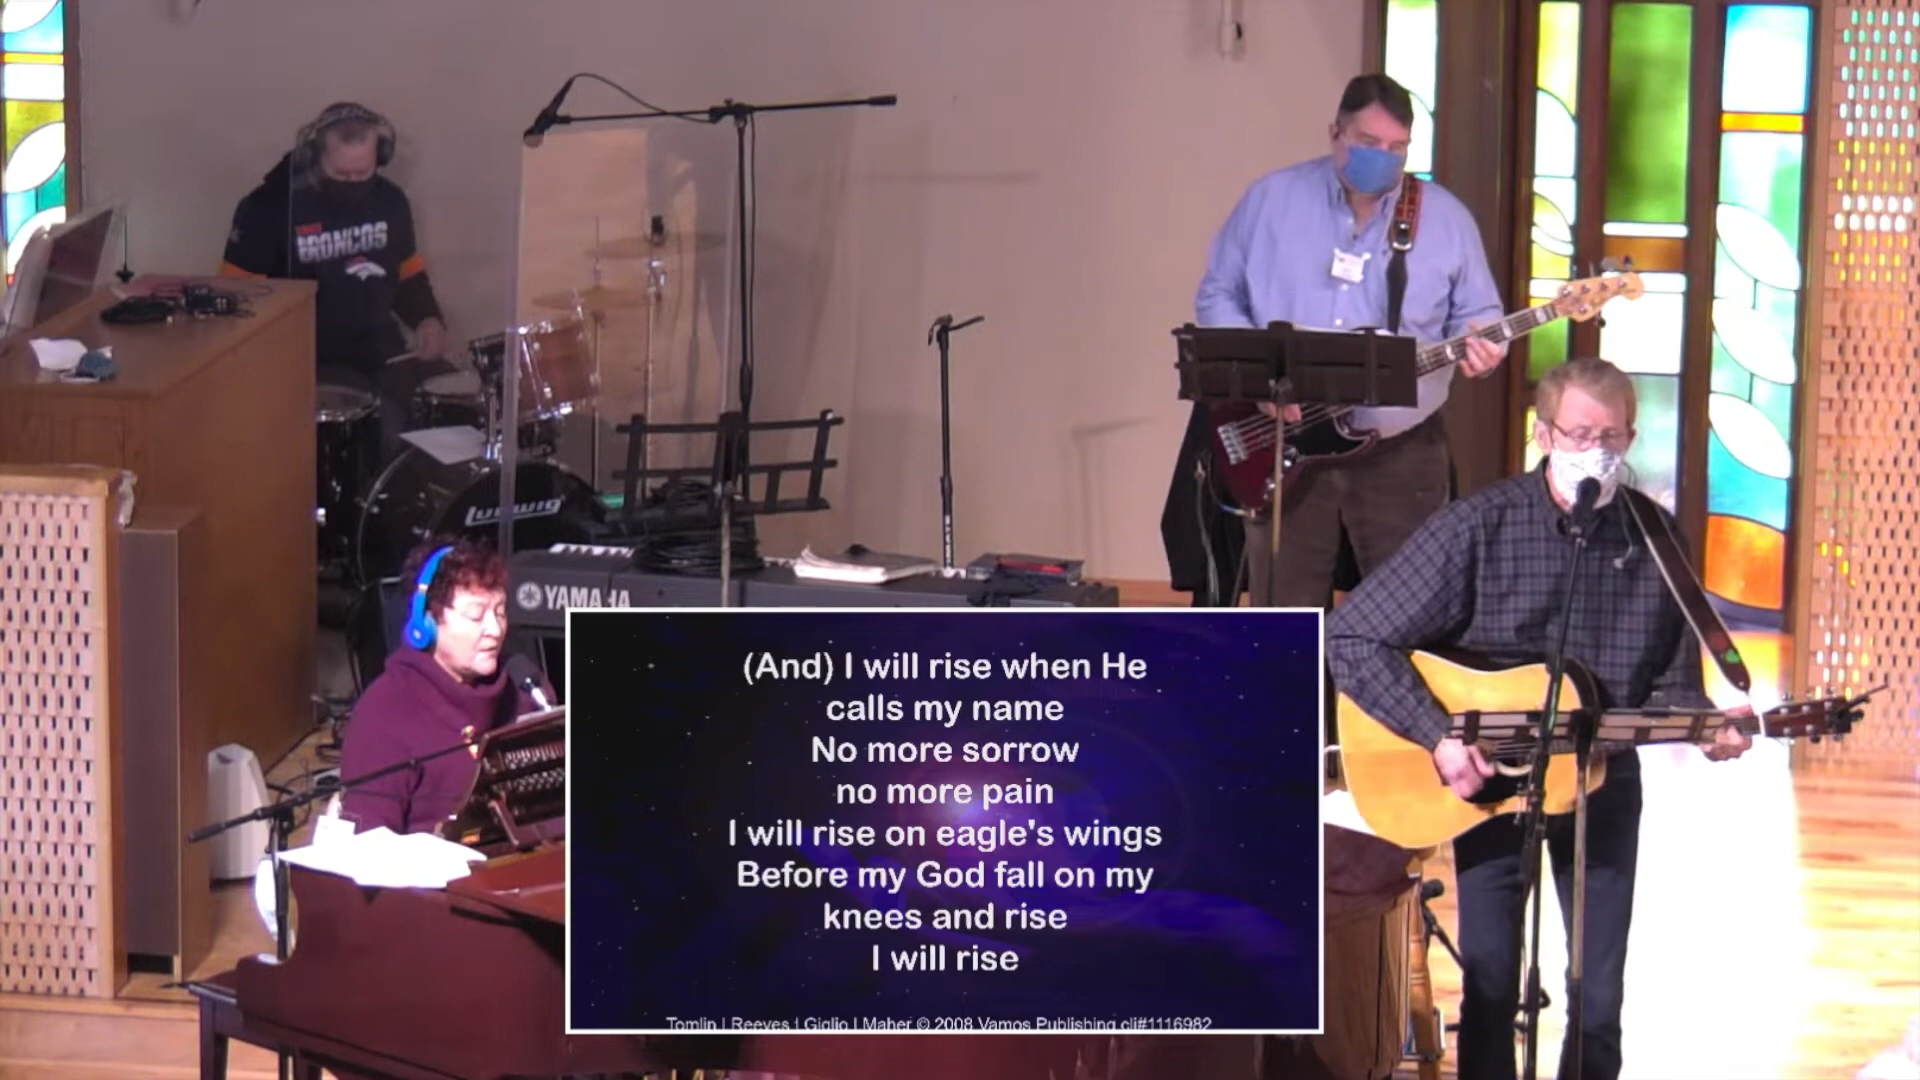 BRONCOS
Ludwig
YAMAHA
(And) I will rise when He
calls my name
No more sorrow
no more pain
I will rise on eagle's wings
Before my God fall on my
knees and rise
I will rise
Tomlin | Reeves | Giglio | Maher © 2008 Vamos Publishing cli#1116982